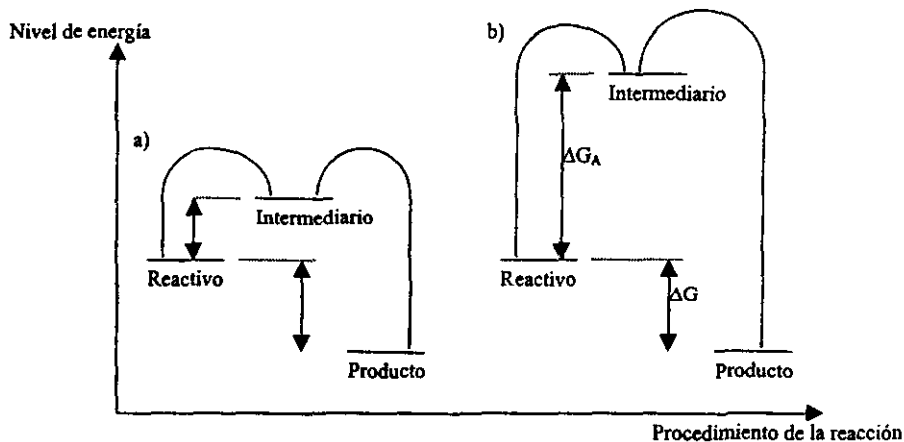 Nivel de energía
b)
Intermediario
a)
ΔG_A
Intermediario
Reactivo
Reactivo
ΔG
Producto
Producto
Procedimiento de la reacción